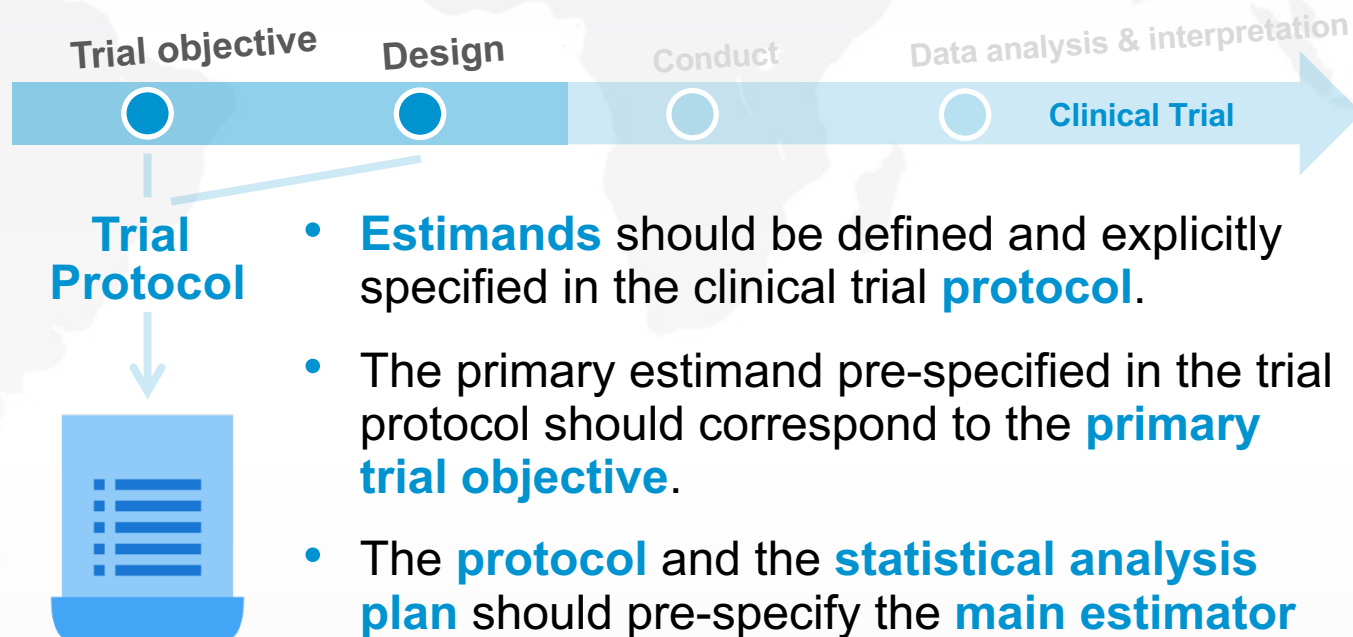 Trial objective
Design
Conduct
Data analysis & interpretation
Clinical Trial
Trial
Protocol
• Estimands should be defined and explicitly
specified in the clinical trial protocol.
• The primary estimand pre-specified in the trial
protocol should correspond to the primary
trial objective.
• The protocol and the statistical analysis
plan should pre-specify the main estimator